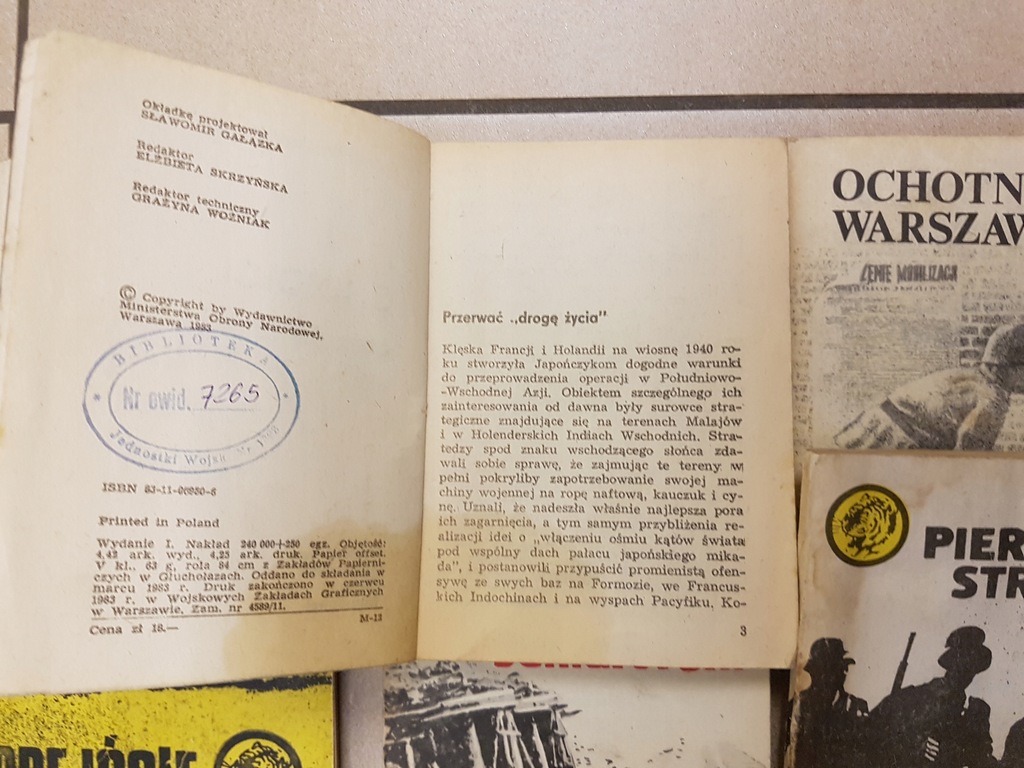 Okładkę projektował
SŁAWOMIR GAŁĄZKA
Redaktor
ELŻBIETA SKRZYŃSKA
Redaktor techniczny
GRAŻYNA WOŹNIAK
© Copyright by Wydawnictwo
Ministerstwa Obrony Narodowej,
Warszawa 1983
BIBLIOTEKA
Nr ewid. 7265
Jednostki Wojsk. Nr
ISBN 83-11-06950-6
Printed in Poland
Wydanie I. Nakład 240 000+250 egz. Objętość:
4,42 ark. wyd., 4,25 ark. druk. Papier offset.
V kl., 63 g, rola 84 cm z Zakładów Papierni-
czych w Głuchołazach. Oddano do składania w
marcu 1983 r. Druk zakończono w czerwcu
1983 r. w Wojskowych Zakładach Graficznych
w Warszawie. Zam. nr 4589/11.
M-13
Cena zł 18.—
Przerwać „drogę życia"
Klęska Francji i Holandii na wiosnę 1940 ro-
ku stworzyła Japończykom dogodne warunki
do przeprowadzenia operacji w Południowo-
-Wschodnej Azji. Obiektem szczególnego ich
zainteresowania od dawna były surowce stra-
tegiczne znajdujące się na terenach Malajów
i w Holenderskich Indiach Wschodnich. Stra-
tedzy spod znaku wschodzącego słońca zda-
wali sobie sprawę, że zajmując te tereny w
pełni pokryliby zapotrzebowanie swojej ma-
chiny wojennej na ropę naftową, kauczuk i cy-
nę. Uznali, że nadeszła właśnie najlepsza pora
ich zagarnięcia, a tym samym przybliżenia re-
alizacji idei o „włączeniu ośmiu kątów świata
pod wspólny dach pałacu japońskiego mika-
da", i postanowili przypuścić promienistą ofen-
sywę ze swych baz na Formozie, we Francus-
kich Indochinach i na wyspach Pacyfiku, Ko-
3
OCHOTN
WARSZAW
PIER
STR